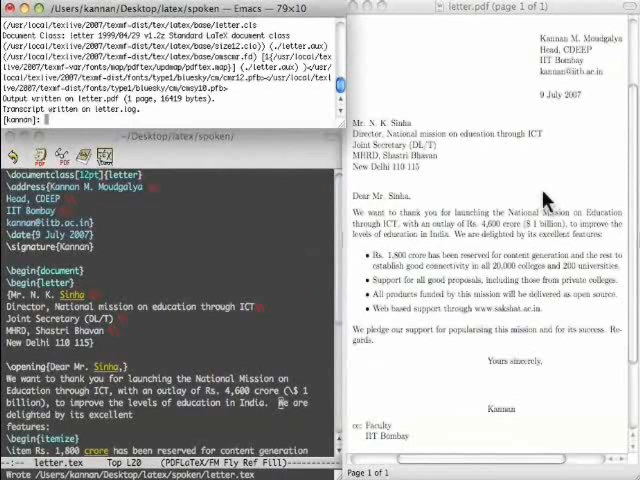 /Users/kannan/Desktop/latex/spoken - Emacs — 79×10
(/usr/local/texlive/2007/texmf-dist/tex/latex/base/letter.cls
Document Class: letter 1999/04/29 v1.2z Standard LaTeX document class
(/usr/local/texlive/2007/texmf-dist/tex/latex/base/size12.clo)) (./letter.aux)
(/usr/local/texlive/2007/texmf-dist/tex/latex/base/omscmr.fd) [1{/usr/local/tex
live/2007/texmf-var/fonts/map/pdftex/updmap/pdftex.map}] (./letter.aux) )</usr/
local/texlive/2007/texmf-dist/fonts/type1/bluesky/cm/cmr12.pfb></usr/local/texl
ive/2007/texmf-dist/fonts/type1/bluesky/cm/cmsy10.pfb>
Output written on letter.pdf (1 page, 16419 bytes).
Transcript written on letter.log.
[kannan]:
~/Desktop/latex/spoken/
\documentclass[12pt]{letter}
\address{Kannan M. Moudgalya \\
Head, CDEEP \\
IIT Bombay \\
kannan@iitb.ac.in}
\date{9 July 2007}
\signature{Kannan}
\begin{document}
\begin{letter}
{Mr. N. K. Sinha \\
Director, National mission on education through ICT\\
Joint Secretary (DL/T) \\
MHRD, Shastri Bhavan \\
New Delhi 110 115}
\opening{Dear Mr. Sinha,}
We want to thank you for launching the National Mission on
Education through ICT, with an outlay of Rs. 4,600 crore (\$ 1
billion), to improve the levels of education in India. We are
delighted by its excellent
features:
\begin{itemize}
\item Rs. 1,800 crore has been reserved for content generation
letter.tex Top L20 (PDFLaTeX/FM Fly Ref Fill)
Wrote /Users/kannan/Desktop/latex/spoken/letter.tex
letter.pdf (page 1 of 1)
Kannan M. Moudgalya
Head, CDEEP
IIT Bombay
kannan@iitb.ac.in
9 July 2007
Mr. N. K. Sinha
Director, National mission on education through ICT
Joint Secretary (DL/T)
MHRD, Shastri Bhavan
New Delhi 110 115
Dear Mr. Sinha,
We want to thank you for launching the National Mission on Education
through ICT, with an outlay of Rs. 4,600 crore ($ 1 billion), to improve the
levels of education in India. We are delighted by its excellent features:
• Rs. 1,800 crore has been reserved for content generation and the rest to
establish good connectivity in all 20,000 colleges and 200 universities.
• Support for all good proposals, including those from private colleges.
• All products funded by this mission will be delivered as open source.
• Web based support through www.sakshat.ac.in.
We pledge our support for popularising this mission and for its success. Re-
gards.
Yours sincerely,
Kannan
cc: Faculty
IIT Bombay
Page 1 of 1